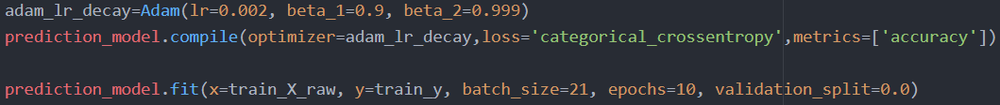 adam_lr_decay=Adam(lr=0.002, beta_1=0.9, beta_2=0.999)
prediction_model.compile(optimizer=adam_lr_decay,loss='categorical_crossentropy',metrics=['accuracy'])
prediction_model.fit(x=train_X_raw, y=train_y, batch_size=21, epochs=10, validation_split=0.0)